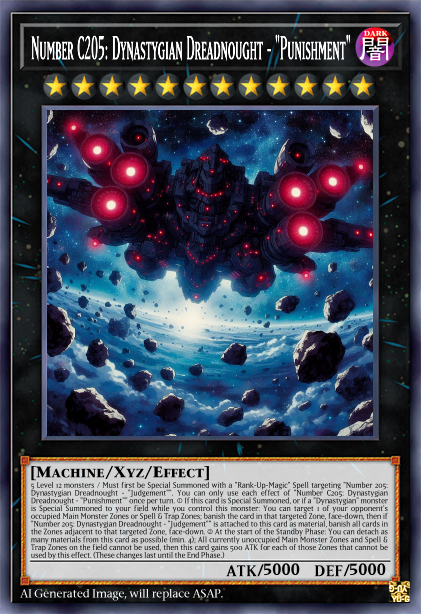 Number C205: Dynastygian Dreadnought - "Punishment"
DARK
闇
[Machine/Xyz/Effect]
5 Level 12 monsters / Must first be Special Summoned with a "Rank-Up-Magic" Spell targeting "Number 205:
Dynastygian Dreadnought - "Judgement"". You can only use each effect of "Number C205: Dynastygian
Dreadnought - "Punishment"" once per turn. ① If this card is Special Summoned, or if a "Dynastygian" monster
is Special Summoned to your field while you control this monster: You can target 1 of your opponent's
occupied Main Monster Zones or Spell & Trap Zones; banish the card in that targeted Zone, face-down, then if
"Number 205: Dynastygian Dreadnought - "Judgement"" is attached to this card as material, banish all cards in
the Zones adjacent to that targeted Zone, face-down. ② At the start of the Standby Phase: You can detach as
many materials from this card as possible (min. 4); All currently unoccupied Main Monster Zones and Spell &
Trap Zones on the field cannot be used, then this card gains 500 ATK for each of those Zones that cannot be
used by this effect. (These changes last until the End Phase.)
ATK/5000 DEF/5000
AI Generated Image, will replace ASAP.